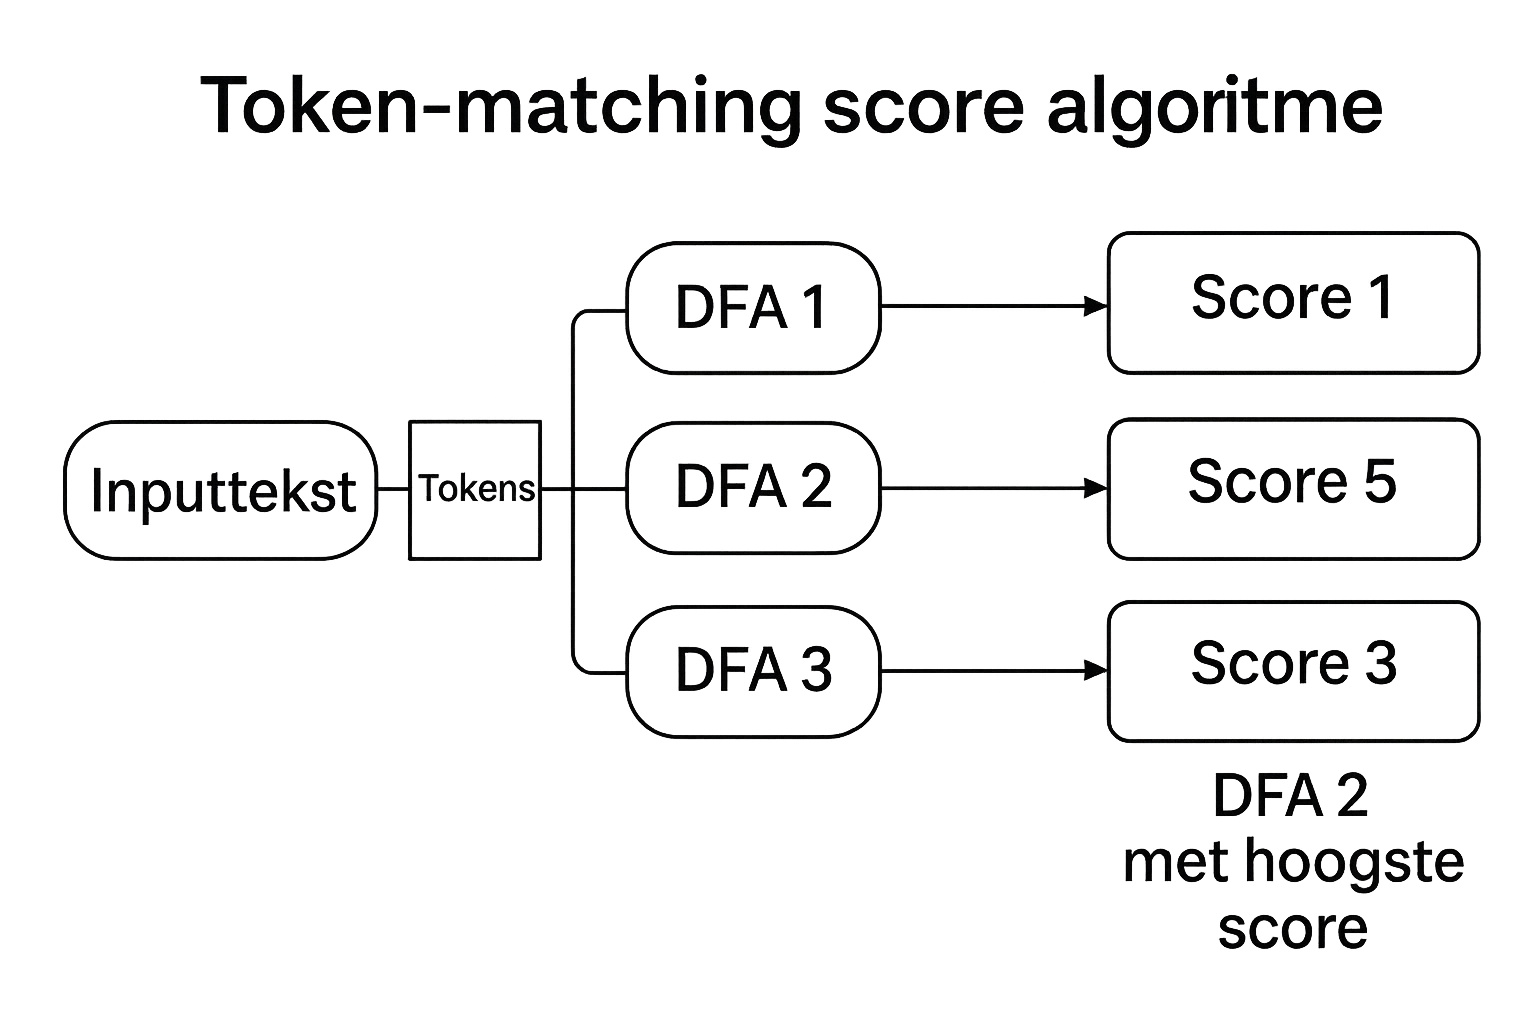 Token-matching score algoritme
Inputtekst
Tokens
DFA 1
Score 1
DFA 2
Score 5
DFA 3
Score 3
DFA 2
met hoogste
score